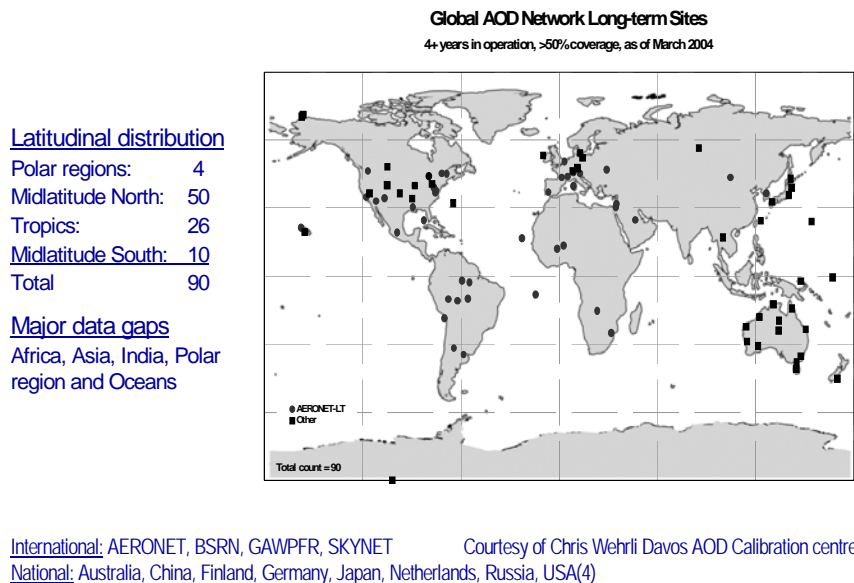 Global AOD Network Long-term Sites
4+ years in operation, >50% coverage, as of March 2004
Latitudinal distribution
Polar regions: 4
Midlatitude North: 50
Tropics: 26
Midlatitude South: 10
Total 90
Major data gaps
Africa, Asia, India, Polar
region and Oceans
AERONET-LT
Other
Total count = 90
International: AERONET, BSRN, GAWPFR, SKYNET Courtesy of Chris Wehrli Davos AOD Calibration centre
National: Australia, China, Finland, Germany, Japan, Netherlands, Russia, USA(4)